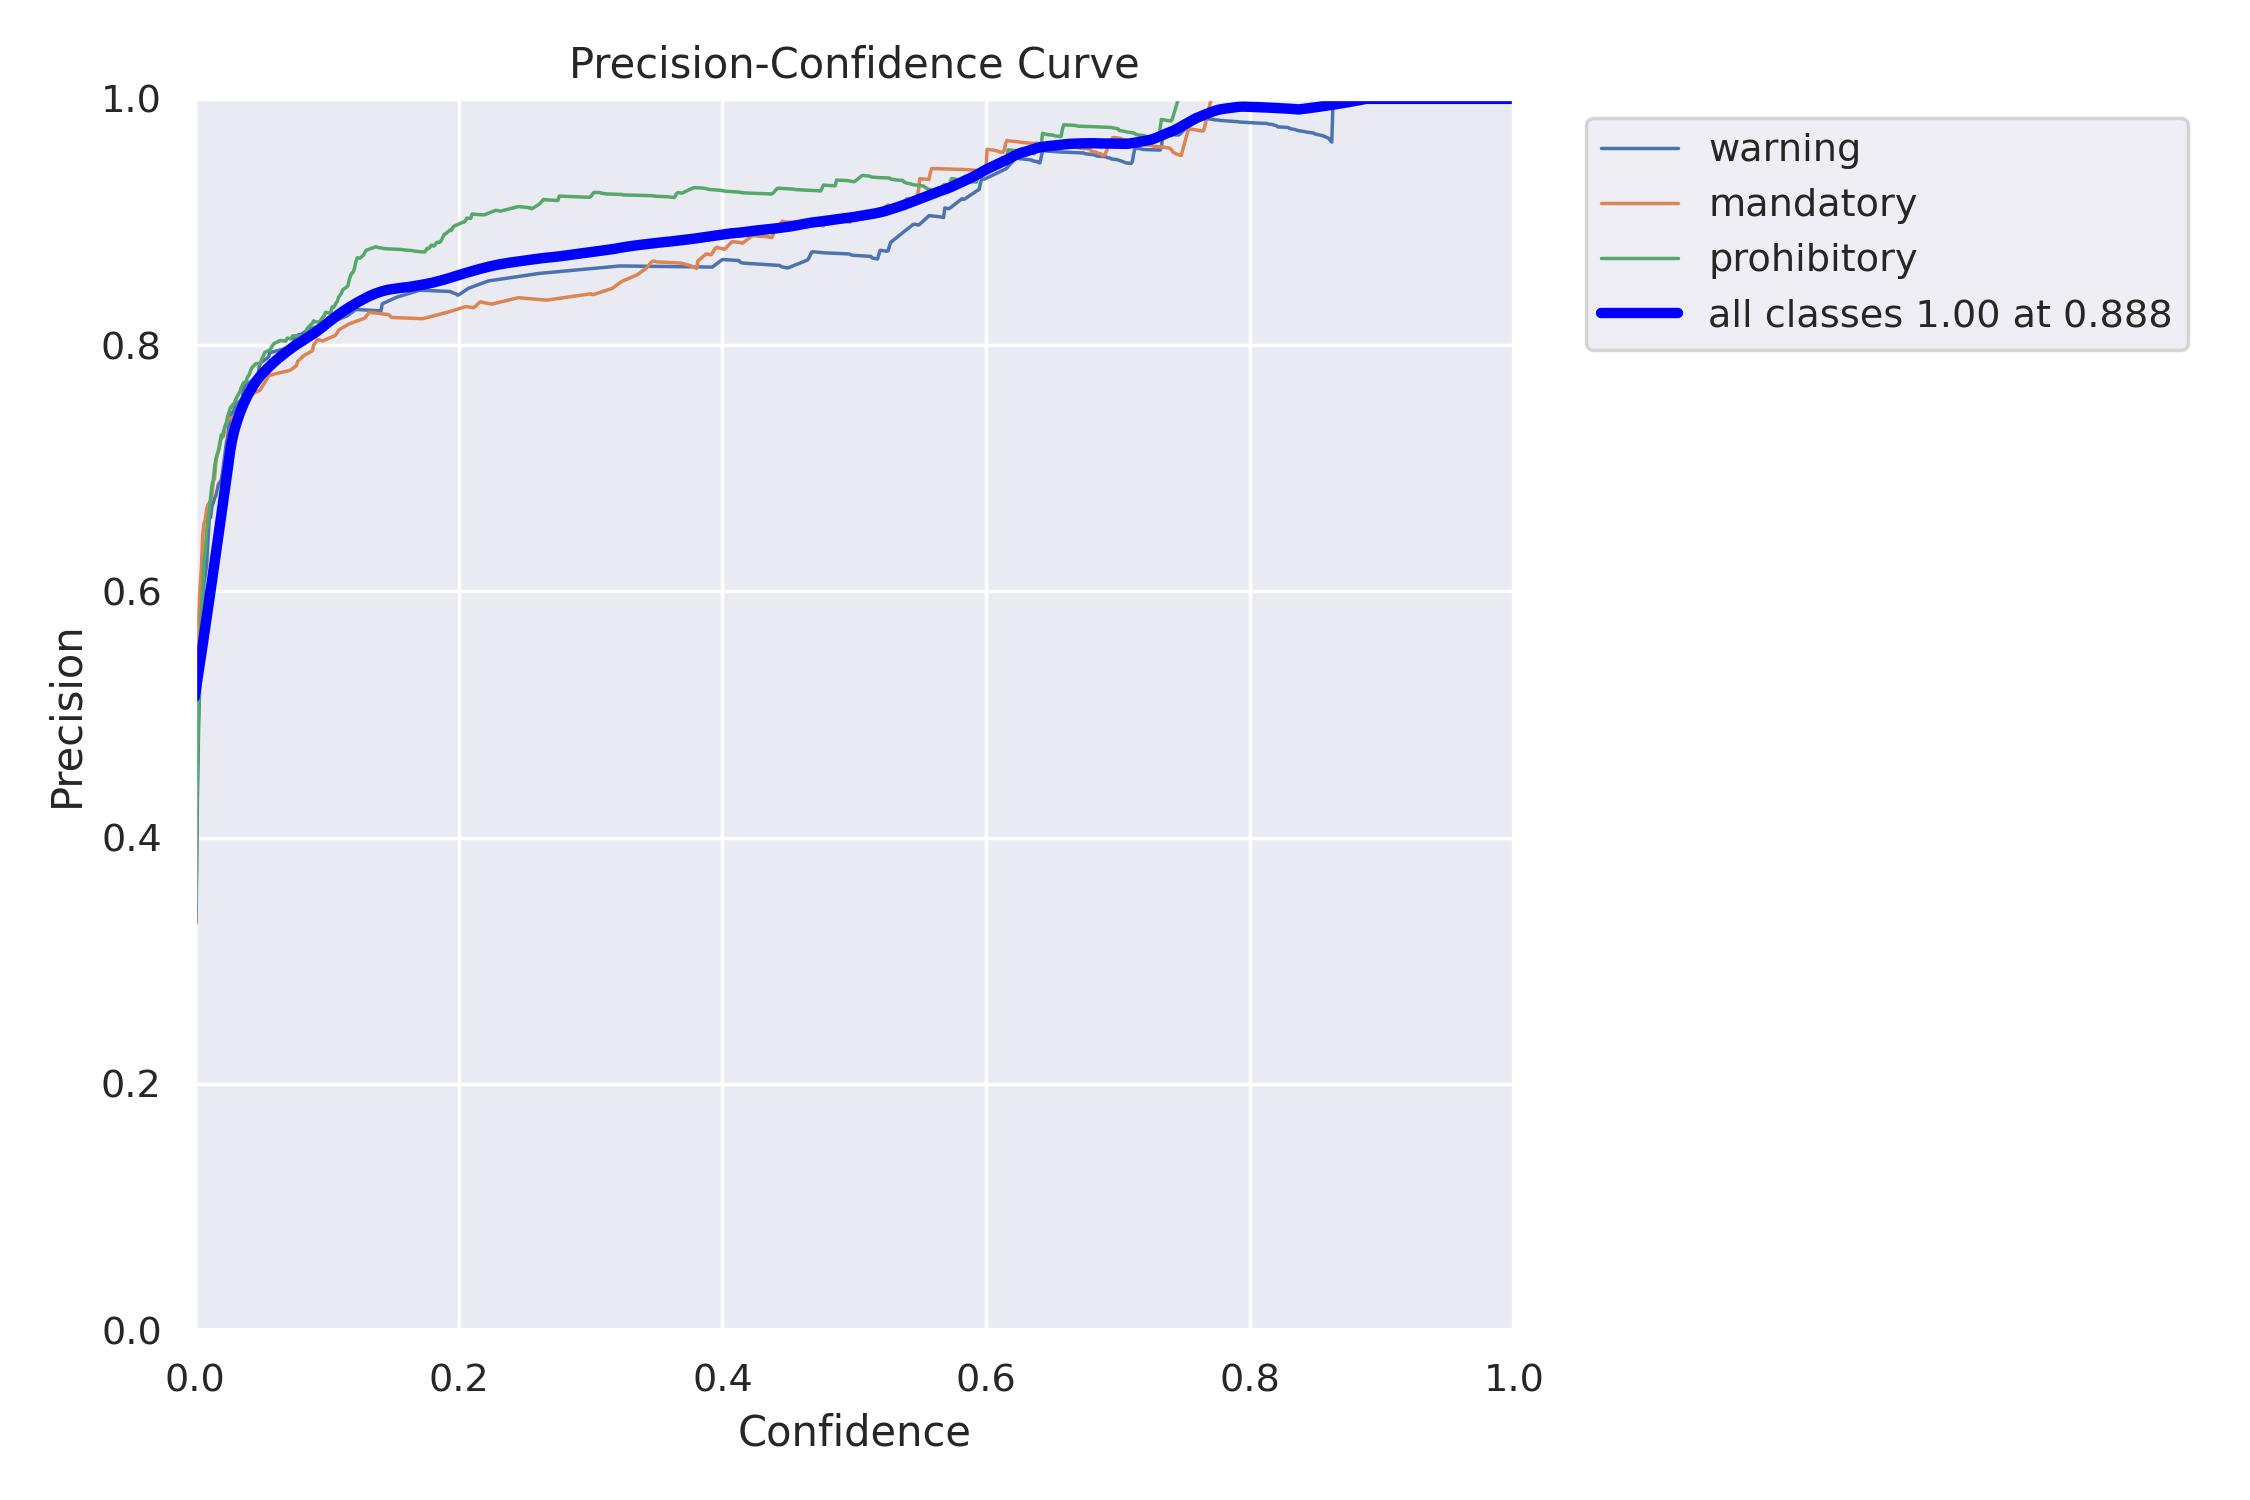 Precision-Confidence Curve
1.0
0.8
0.6
0.4
0.2
0.0
Precision
0.0 0.2 0.4 0.6 0.8 1.0
Confidence
warning
mandatory
prohibitory
all classes 1.00 at 0.888